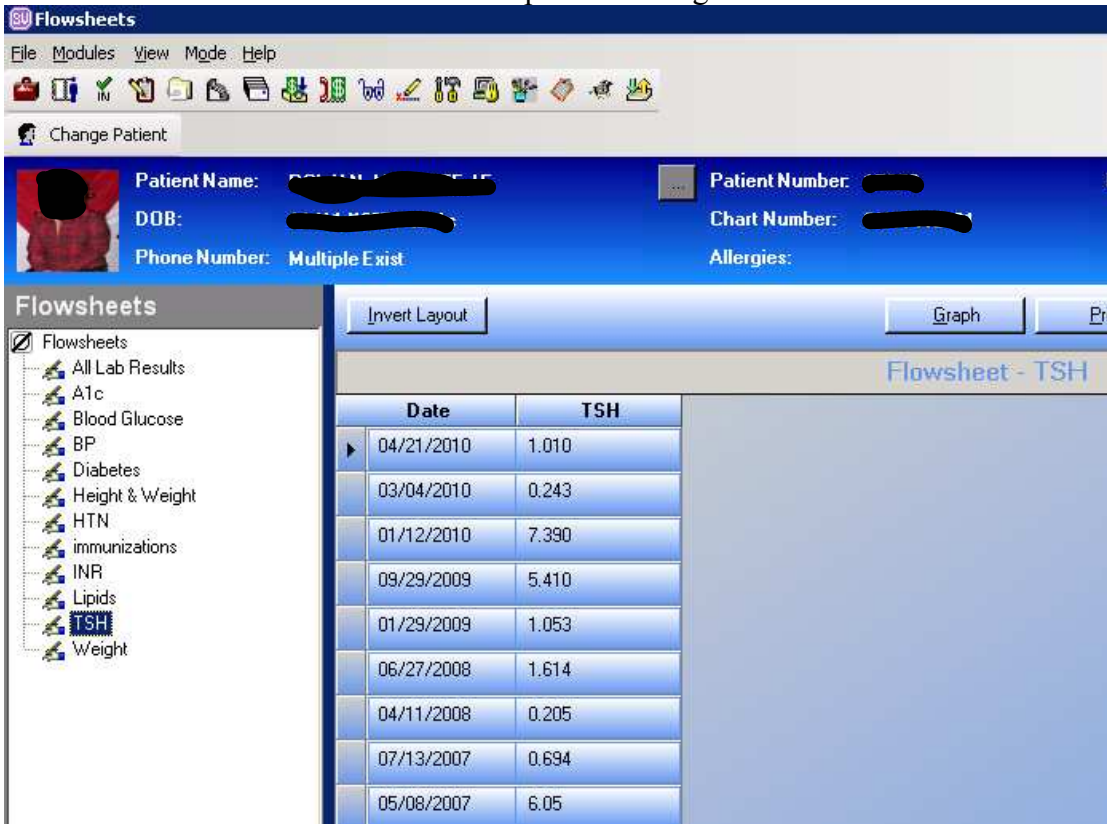 Flowsheets
File Modules View Mode Help
IN
Change Patient
Patient Name:
... Patient Number:
DOB:
Chart Number:
Phone Number: Multiple Exist
Allergies:
Flowsheets
Invert Layout
Graph
Flowsheets
All Lab Results
A1c
Blood Glucose
BP
Diabetes
Height & Weight
HTN
immunizations
INR
Lipids
TSH
Weight
Flowsheet - TSH
Date TSH
04/21/2010 1.010
03/04/2010 0.243
01/12/2010 7.390
09/29/2009 5.410
01/29/2009 1.053
06/27/2008 1.614
04/11/2008 0.205
07/13/2007 0.694
05/08/2007 6.05